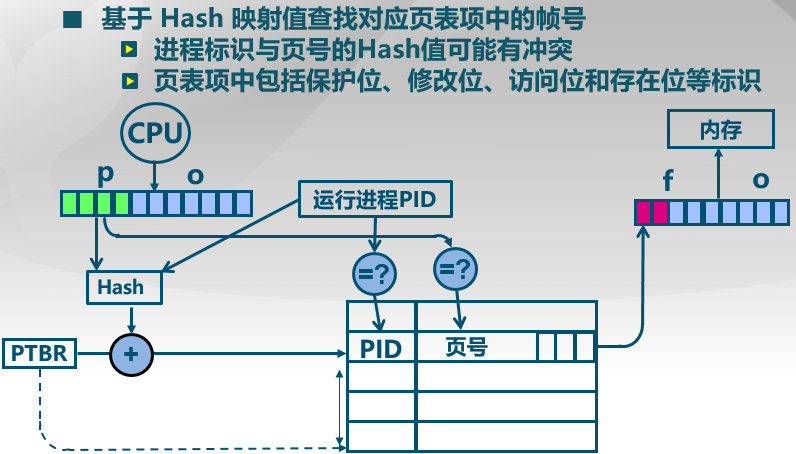 基于 Hash 映射值查找对应页表项中的帧号
进程标识与页号的Hash值可能有冲突
页表项中包括保护位、修改位、访问位和存在位等标识
CPU
内存
p
o
f
o
运行进程PID
=?
=?
Hash
PTBR
+
PID
页号